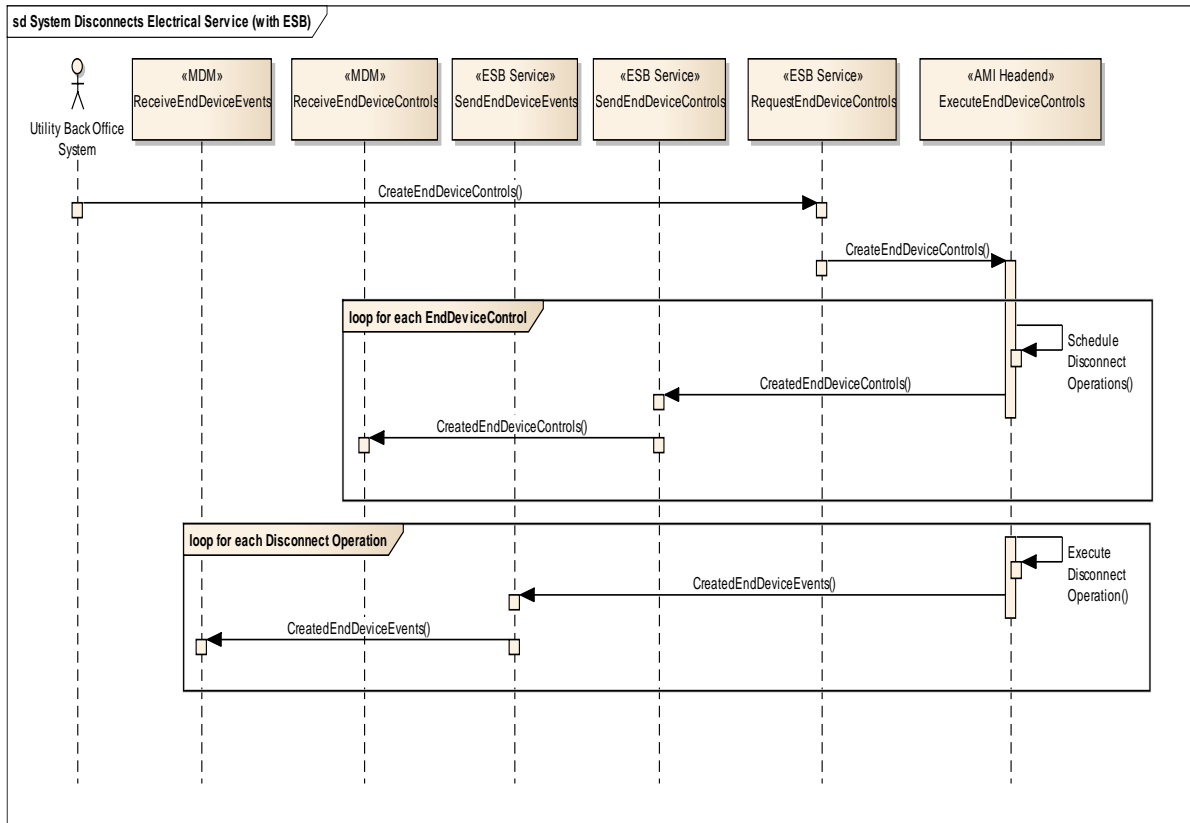 sd System Disconnects Electrical Service (with ESB)
Utility Back Office
System
«MDM»
ReceiveEndDeviceEvents
«MDM»
ReceiveEndDeviceControls
«ESB Service»
SendEndDeviceEvents
«ESB Service»
SendEndDeviceControls
«ESB Service»
RequestEndDeviceControls
«AMI Headend»
ExecuteEndDeviceControls
CreateEndDeviceControls()
CreateEndDeviceControls()
loop for each EndDeviceControl
Schedule
Disconnect
Operations()
CreatedEndDeviceControls()
CreatedEndDeviceControls()
loop for each Disconnect Operation
Execute
Disconnect
Operation()
CreatedEndDeviceEvents()
CreatedEndDeviceEvents()